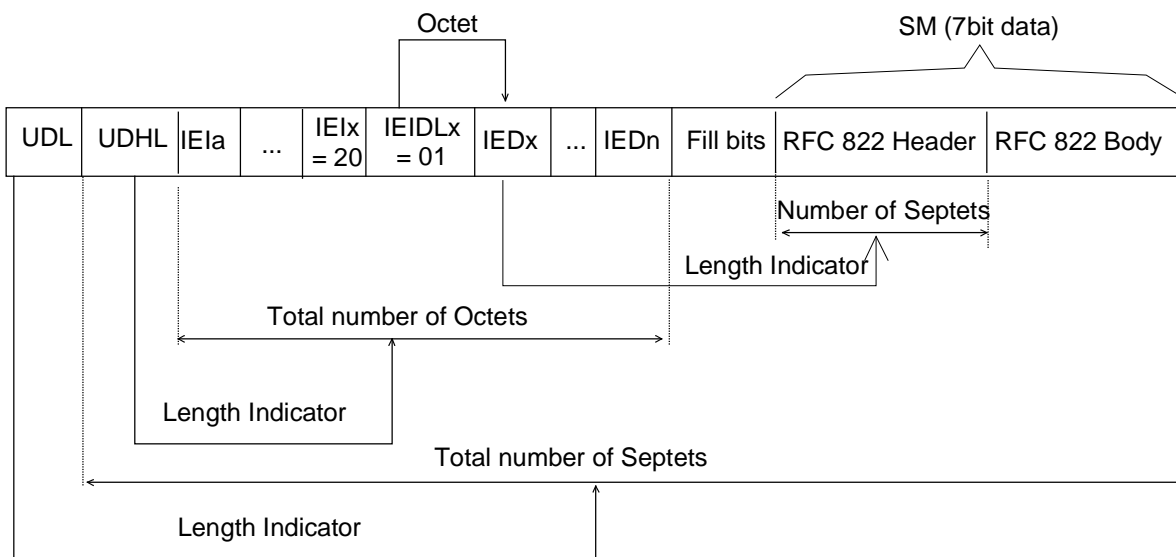 Octet
SM (7bit data)
UDL UDHL IEIa ... IEIx = 20 IEIDLx = 01 IEDx ... IEDn Fill bits RFC 822 Header RFC 822 Body
Number of Septets
Length Indicator
Total number of Octets
Length Indicator
Total number of Septets
Length Indicator